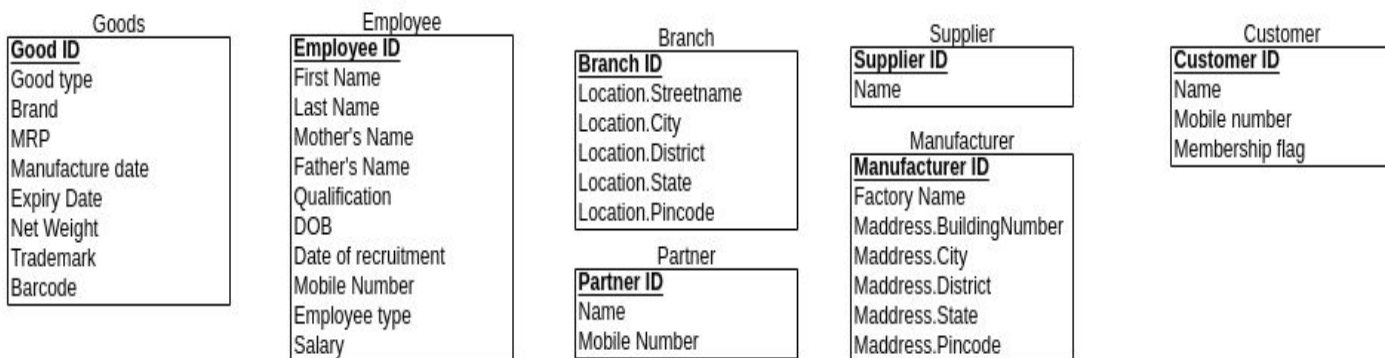 Goods
Good ID
Good type
Brand
MRP
Manufacture date
Expiry Date
Net Weight
Trademark
Barcode
Employee
Employee ID
First Name
Last Name
Mother's Name
Father's Name
Qualification
DOB
Date of recruitment
Mobile Number
Employee type
Salary
Branch
Branch ID
Location.Streetname
Location.City
Location.District
Location.State
Location.Pincode
Partner
Partner ID
Name
Mobile Number
Supplier
Supplier ID
Name
Manufacturer
Manufacturer ID
Factory Name
Maddress.BuildingNumber
Maddress.City
Maddress.District
Maddress.State
Maddress.Pincode
Customer
Customer ID
Name
Mobile number
Membership flag